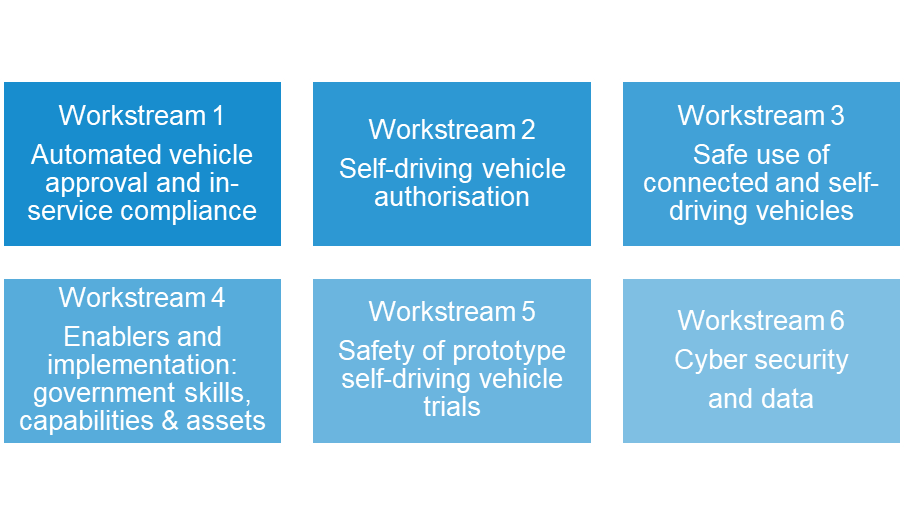 Workstream 1
Automated vehicle
approval and in-
service compliance
Workstream 2
Self-driving vehicle
authorisation
Workstream 3
Safe use of
connected and self-
driving vehicles
Workstream 4
Enablers and
implementation:
government skills,
capabilities & assets
Workstream 5
Safety of prototype
self-driving vehicle
trials
Workstream 6
Cyber security
and data